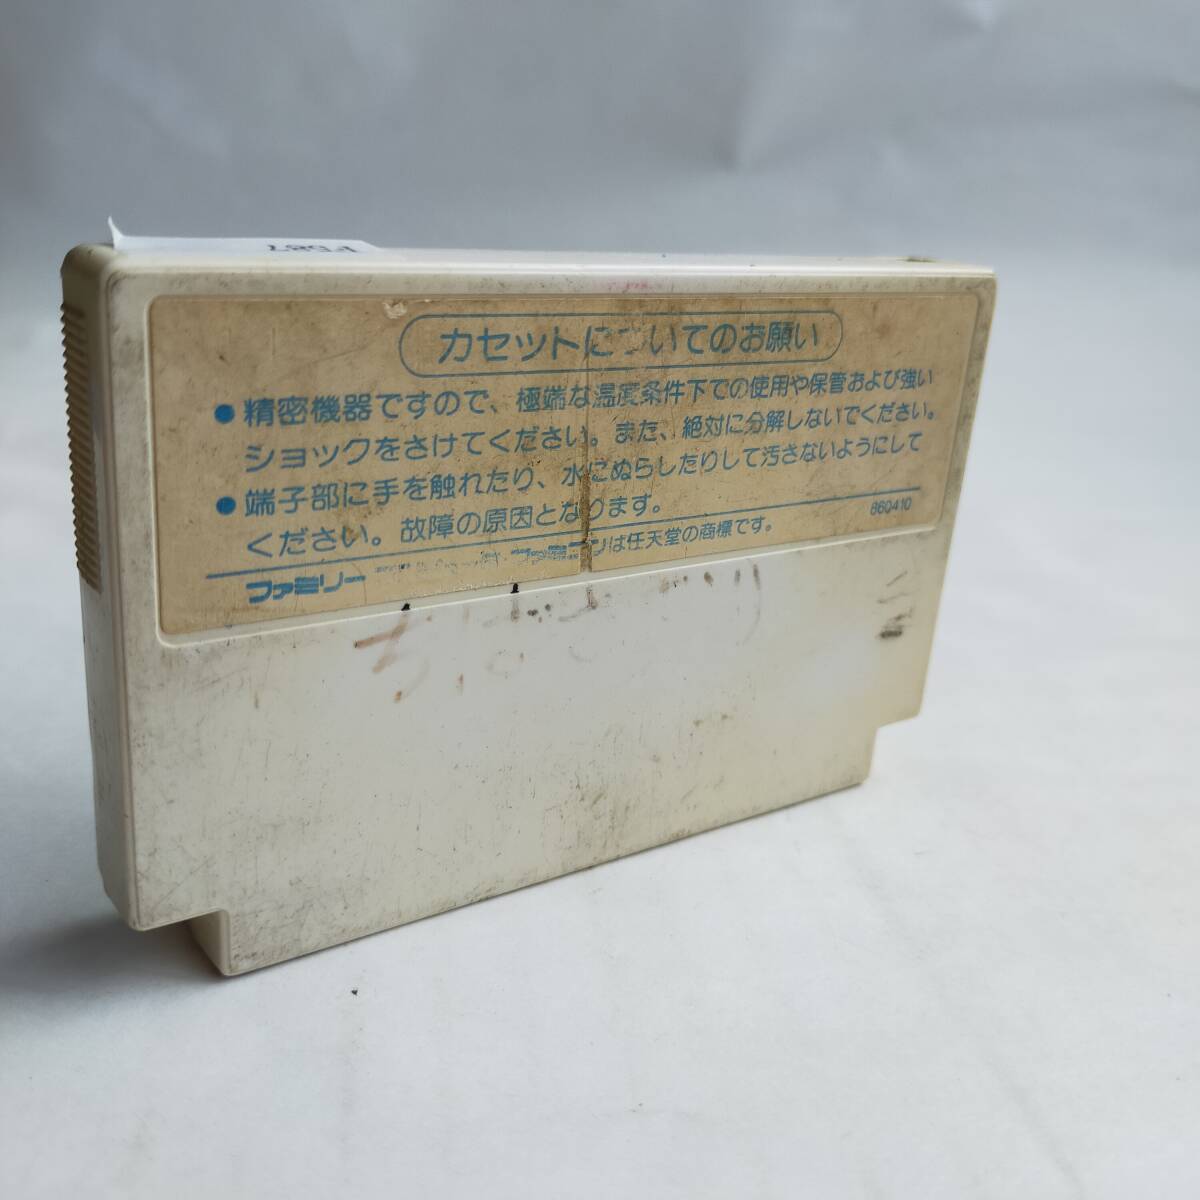 カセットについてのお願い
● 精密機器ですので、極端な温度条件下での使用や保管および強い
ショックをさけてください。また、絶対に分解しないでください。
● 端子部に手を触れたり、水にぬらしたりして汚さないようにして
ください。故障の原因となります。
860410
ファミリー ンは任天堂の商標です。